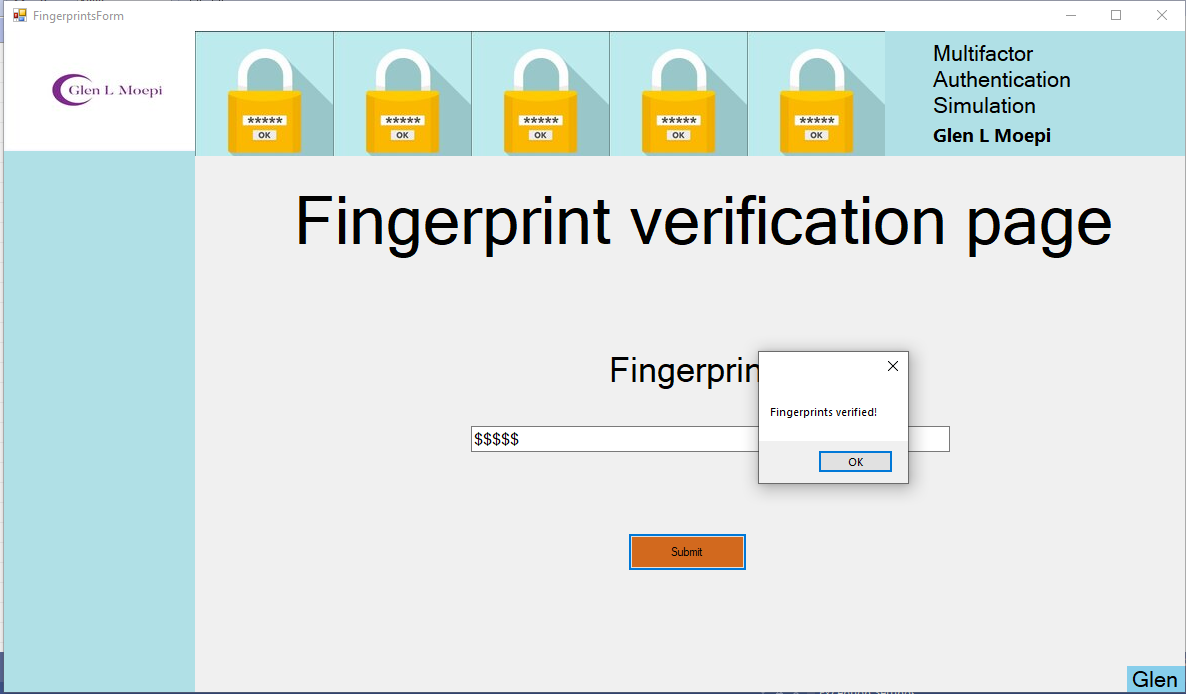 FingerprintsForm
Glen L Moepi
*****
OK
*****
OK
*****
OK
*****
OK
*****
OK
Multifactor
Authentication
Simulation
Glen L Moepi
Fingerprint verification page
Fingerprin
Fingerprints verified!
$$$$$
OK
Submit
Glen